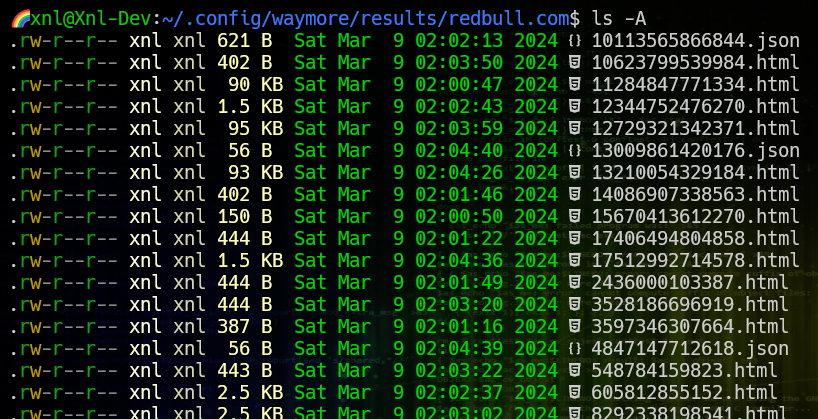 xnl@Xnl-Dev:~/.config/waymore/results/redbull.com$ ls -A
.rw-r--r-- xnl xnl 621 B Sat Mar 9 02:02:13 2024 {} 10113565866844.json
.rw-r--r-- xnl xnl 402 B Sat Mar 9 02:03:50 2024 10623799539984.html
.rw-r--r-- xnl xnl 90 KB Sat Mar 9 02:00:47 2024 11284847771334.html
.rw-r--r-- xnl xnl 1.5 KB Sat Mar 9 02:02:43 2024 12344752476270.html
.rw-r--r-- xnl xnl 95 KB Sat Mar 9 02:03:59 2024 12729321342371.html
.rw-r--r-- xnl xnl 56 B Sat Mar 9 02:04:40 2024 {} 13009861420176.json
.rw-r--r-- xnl xnl 93 KB Sat Mar 9 02:04:26 2024 13210054329184.html
.rw-r--r-- xnl xnl 402 B Sat Mar 9 02:01:46 2024 14086907338563.html
.rw-r--r-- xnl xnl 150 B Sat Mar 9 02:00:50 2024 15670413612270.html
.rw-r--r-- xnl xnl 444 B Sat Mar 9 02:01:22 2024 17406494804858.html
.rw-r--r-- xnl xnl 1.5 KB Sat Mar 9 02:04:36 2024 17512992714578.html
.rw-r--r-- xnl xnl 444 B Sat Mar 9 02:01:49 2024 2436000103387.html
.rw-r--r-- xnl xnl 444 B Sat Mar 9 02:03:20 2024 3528186696919.html
.rw-r--r-- xnl xnl 387 B Sat Mar 9 02:01:16 2024 3597346307664.html
.rw-r--r-- xnl xnl 56 B Sat Mar 9 02:04:39 2024 {} 4847147712618.json
.rw-r--r-- xnl xnl 443 B Sat Mar 9 02:03:22 2024 548784159823.html
.rw-r--r-- xnl xnl 2.5 KB Sat Mar 9 02:02:37 2024 605812855152.html
.rw-r--r-- xnl xnl 2.5 KB Sat Mar 9 02:03:02 2024 8292338198541.html